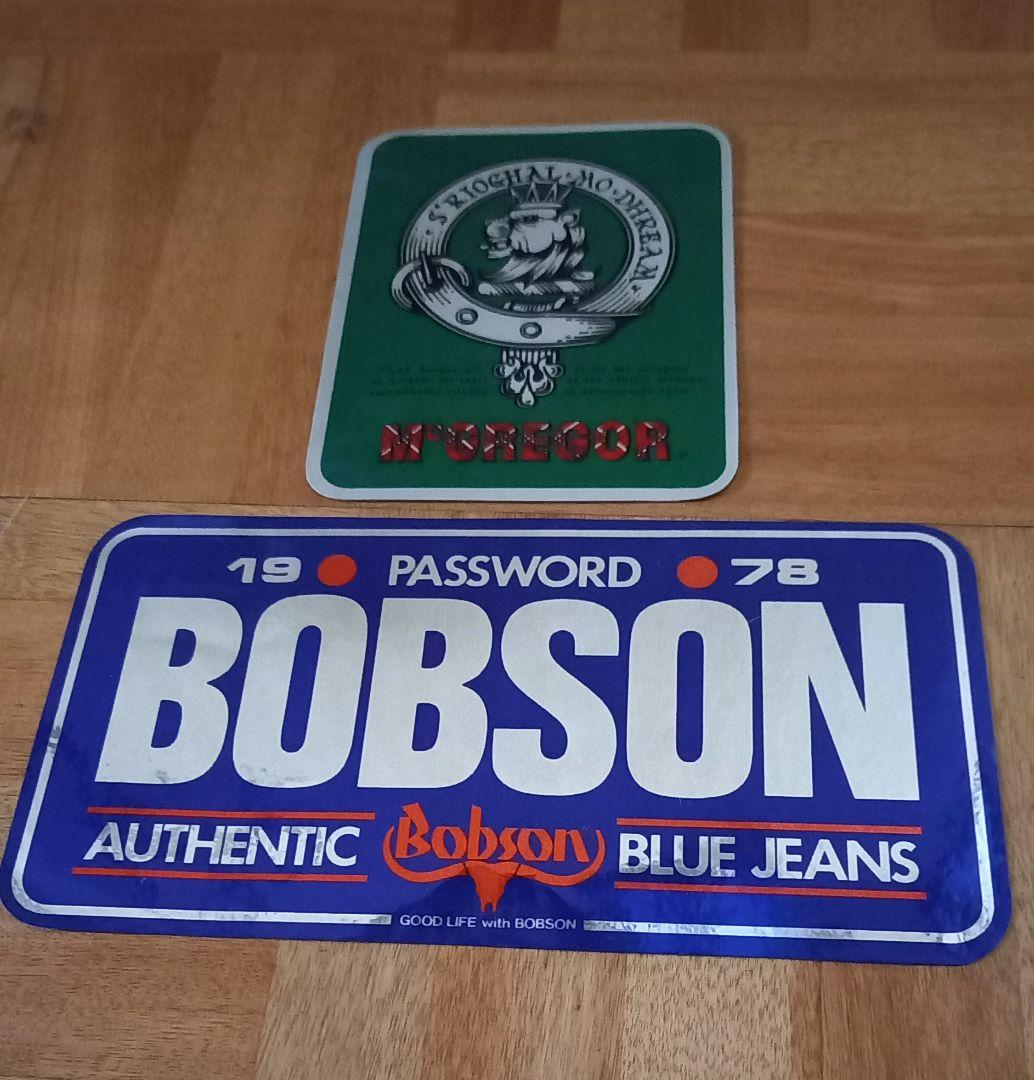 S'RIOGHAL·MO·DHREAM·
McGREGOR
19 PASSWORD 78
BOBSON
AUTHENTIC Bobson BLUE JEANS
GOOD LIFE with BOBSON